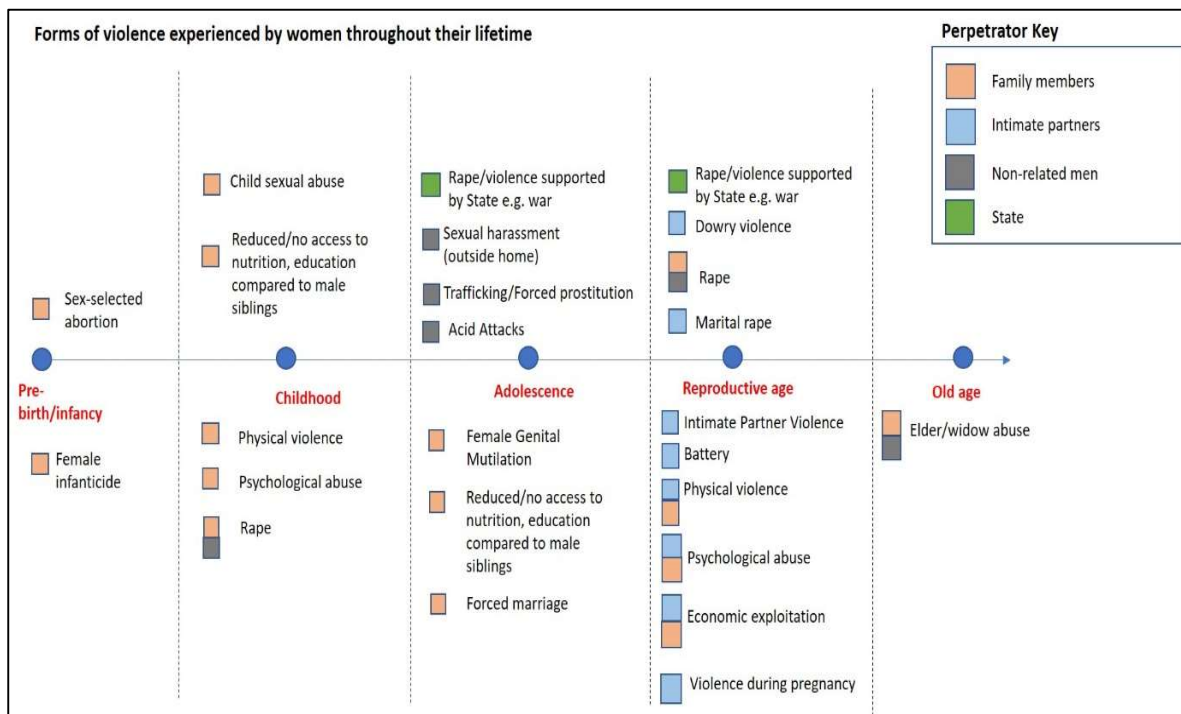 Forms of violence experienced by women throughout their lifetime
Perpetrator Key
Family members
Intimate partners
Non-related men
State
Sex-selected
abortion
Pre-
birth/infancy
Female
infanticide
Child sexual abuse
Reduced/no access to
nutrition, education
compared to male
siblings
Childhood
Physical violence
Psychological abuse
Rape
Rape/violence supported
by State e.g. war
Sexual harassment
(outside home)
Trafficking/Forced prostitution
Acid Attacks
Adolescence
Female Genital
Mutilation
Reduced/no access to
nutrition, education
compared to male
siblings
Forced marriage
Rape/violence supported
by State e.g. war
Dowry violence
Rape
Marital rape
Reproductive age
Intimate Partner Violence
Battery
Physical violence
Psychological abuse
Economic exploitation
Violence during pregnancy
Old age
Elder/widow abuse